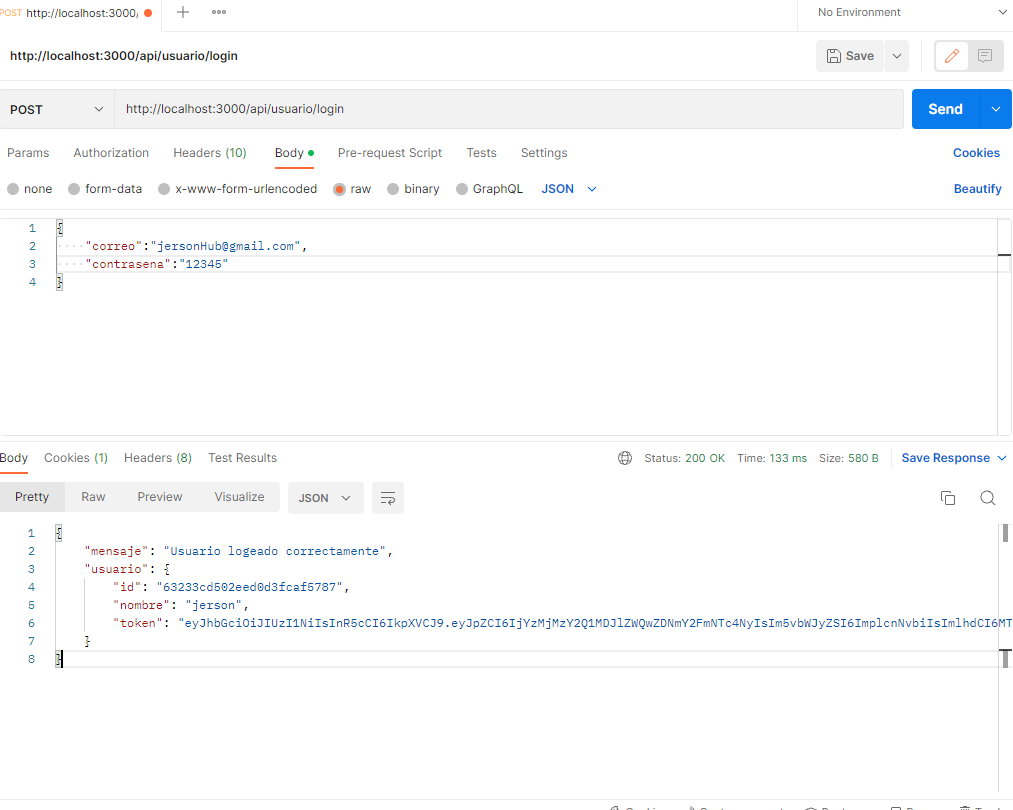 POST http://localhost:3000/
No Environment
http://localhost:3000/api/usuario/login
Save
POST http://localhost:3000/api/usuario/login Send
Params Authorization Headers (10) Body Pre-request Script Tests Settings Cookies
none form-data x-www-form-urlencoded raw binary GraphQL JSON Beautify
1 {
2 "correo":"jersonHub@gmail.com",
3 "contrasena":"12345"
4 }
Body Cookies (1) Headers (8) Test Results Status: 200 OK Time: 133 ms Size: 580 B Save Response
Pretty Raw Preview Visualize JSON
1 {
2 "mensaje": "Usuario logeado correctamente",
3 "usuario": {
4 "id": "63233cd502eed0d3fcaf5787",
5 "nombre": "jerson",
6 "token": "eyJhbGciOiJIUzI1NiIsInR5cCI6IkpXVCJ9.eyJpZCI6IjYzMjMzY2Q1MDJlZWQwZDNmY2FmNTc4NyIsIm5vbWJyZSI6ImplcnNvbiIsImlhdCI6MT
7 }
8 }